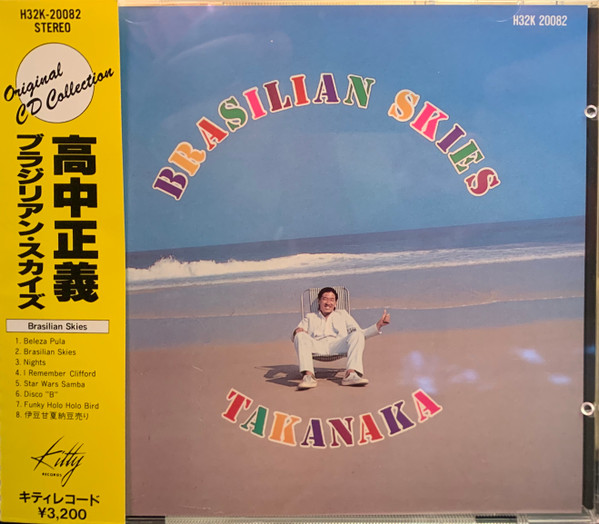 H32K-20082
STEREO
Original
CD Collection
高中正義
ブラジリアン・スカイズ
Brasilian Skies
1. Beleza Pula
2. Brasilian Skies
3. Nights
4. I Remember Clifford
5. Star Wars Samba
6. Disco "B"
7. Funky Holo Holo Bird
8. 伊豆甘夏納豆売り
Kitty
RECORDS
キティレコード
¥3,200
H32K 20082
BRASILIAN SKIES
TAKANAKA